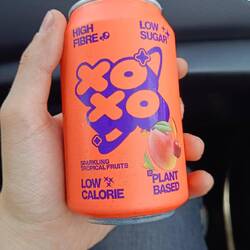 HIGH
FIBRE
LOW
SUGAR
XO
XO
SPARKLING
TROPICAL FRUITS
LOW
CALORIE
PLANT
BASED